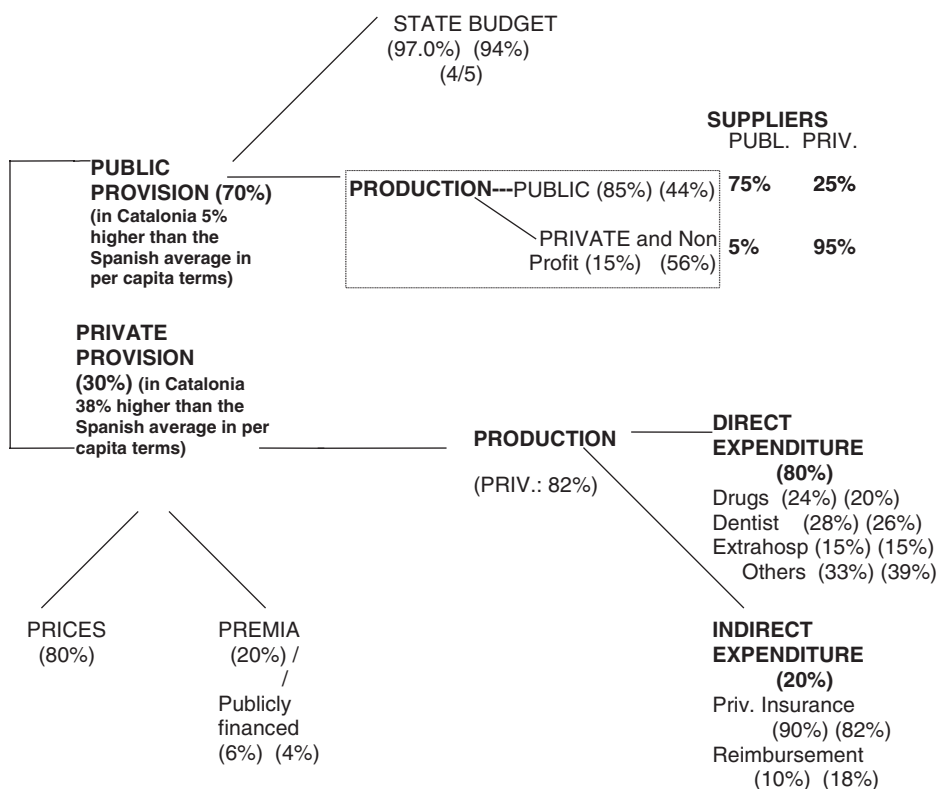 STATE BUDGET
(97.0%) (94%)
(4/5)
SUPPLIERS
PUBL. PRIV.
PUBLIC
PROVISION (70%)
(in Catalonia 5%
higher than the
Spanish average in
per capita terms)
PRODUCTION---PUBLIC (85%) (44%) 75% 25%
PRIVATE and Non
Profit (15%) (56%) 5% 95%
PRIVATE
PROVISION
(30%) (in Catalonia
38% higher than the
Spanish average in per
capita terms)
PRODUCTION
(PRIV.: 82%)
DIRECT
EXPENDITURE
(80%)
Drugs (24%) (20%)
Dentist (28%) (26%)
Extrahosp (15%) (15%)
Others (33%) (39%)
PRICES
(80%)
PREMIA
(20%) /
/
Publicly
financed
(6%) (4%)
INDIRECT
EXPENDITURE
(20%)
Priv. Insurance
(90%) (82%)
Reimbursement
(10%) (18%)